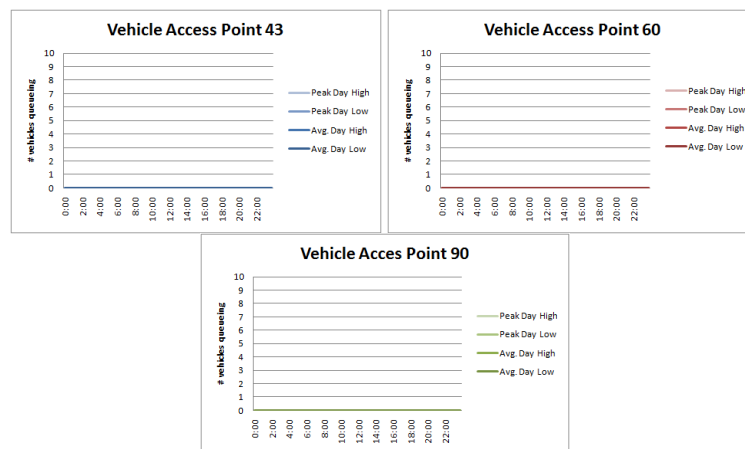 Vehicle Access Point 43
# vehicles queueing
10
9
8
7
6
5
4
3
2
1
0
0:00 2:00 4:00 6:00 8:00 10:00 12:00 14:00 16:00 18:00 20:00 22:00
Peak Day High
Peak Day Low
Avg. Day High
Avg. Day Low
Vehicle Access Point 60
# vehicles queueing
10
9
8
7
6
5
4
3
2
1
0
0:00 2:00 4:00 6:00 8:00 10:00 12:00 14:00 16:00 18:00 20:00 22:00
Peak Day High
Peak Day Low
Avg. Day High
Avg. Day Low
Vehicle Acces Point 90
# vehicles queueing
10
9
8
7
6
5
4
3
2
1
0
0:00 2:00 4:00 6:00 8:00 10:00 12:00 14:00 16:00 18:00 20:00 22:00
Peak Day High
Peak Day Low
Avg. Day High
Avg. Day Low